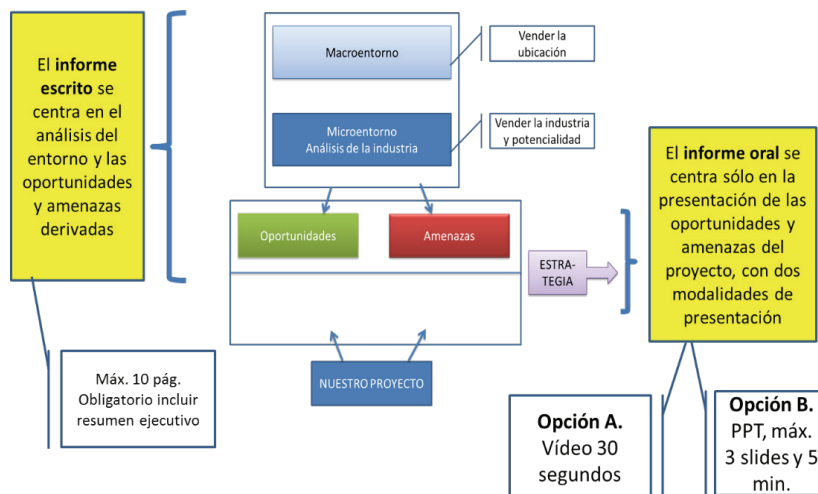 El informe
escrito se
centra en el
análisis del
entorno y las
oportunidades
y amenazas
derivadas
Máx. 10 pág.
Obligatorio incluir
resumen ejecutivo
Macroentorno
Vender la
ubicación
Microentorno
Análisis de la industria
Vender la industria
y potencialidad
Oportunidades
Amenazas
ESTRA-
TEGIA
NUESTRO PROYECTO
El informe oral se
centra sólo en la
presentación de las
oportunidades y
amenazas del
proyecto, con dos
modalidades de
presentación
Opción A.
Vídeo 30
segundos
Opción B.
PPT, máx.
3 slides y 5
min.